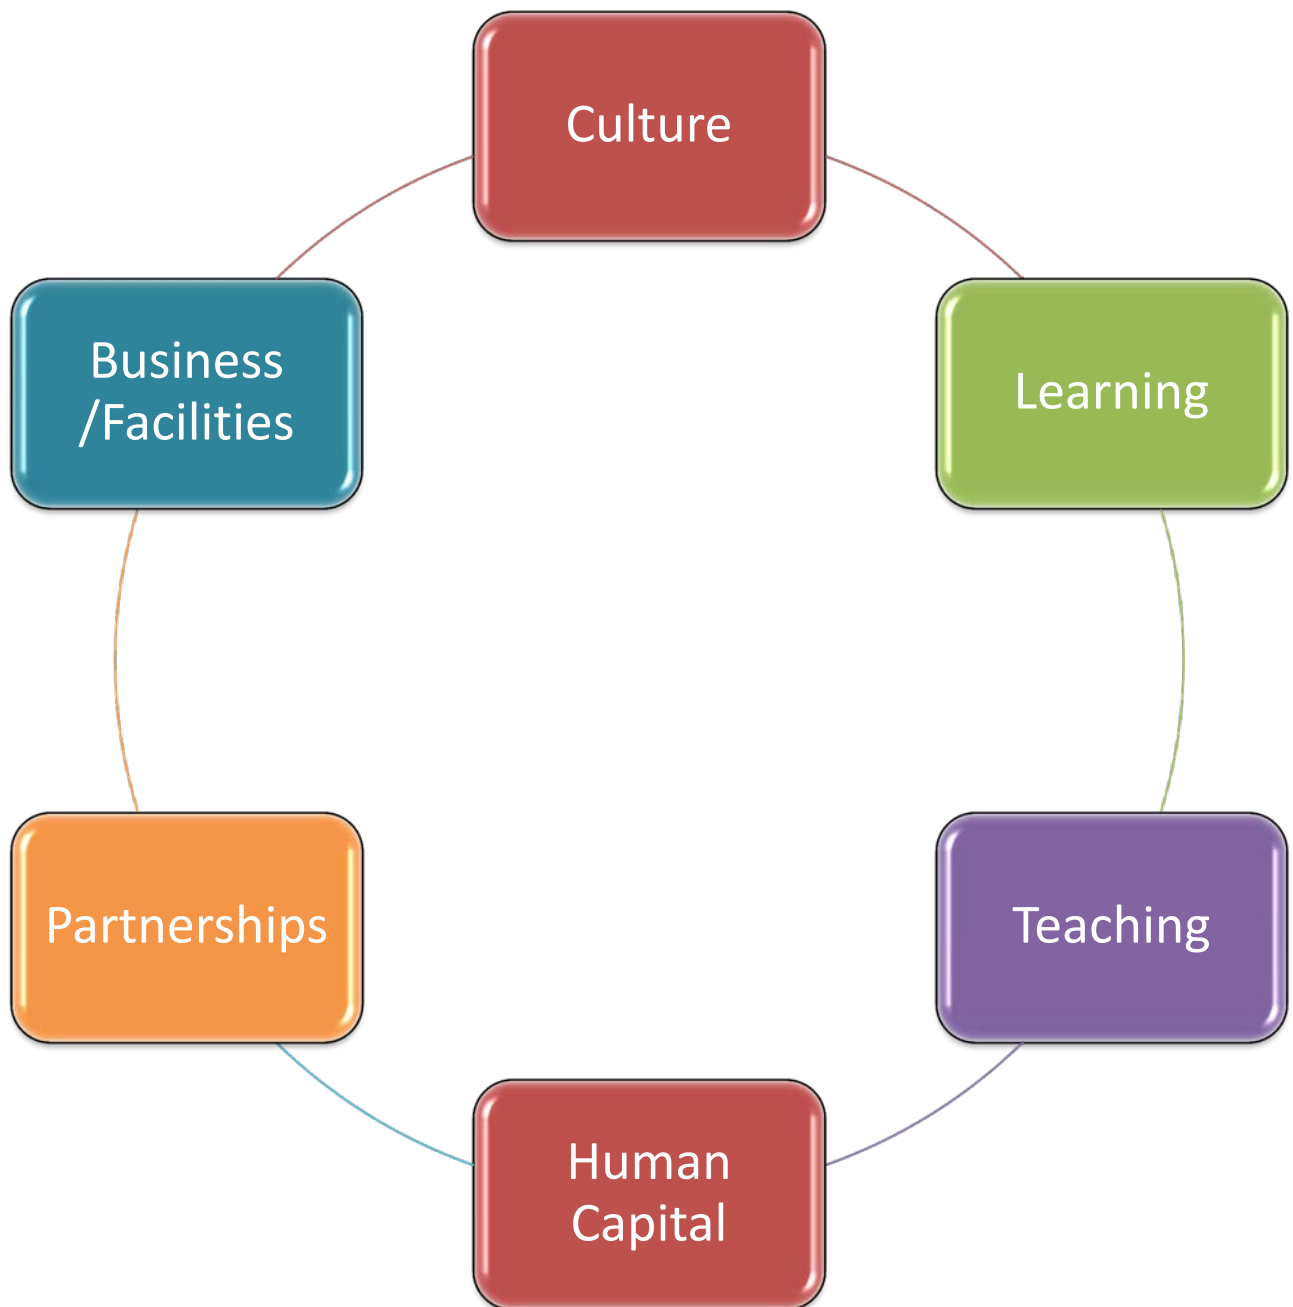 Culture
Business
/Facilities
Learning
Partnerships
Teaching
Human
Capital